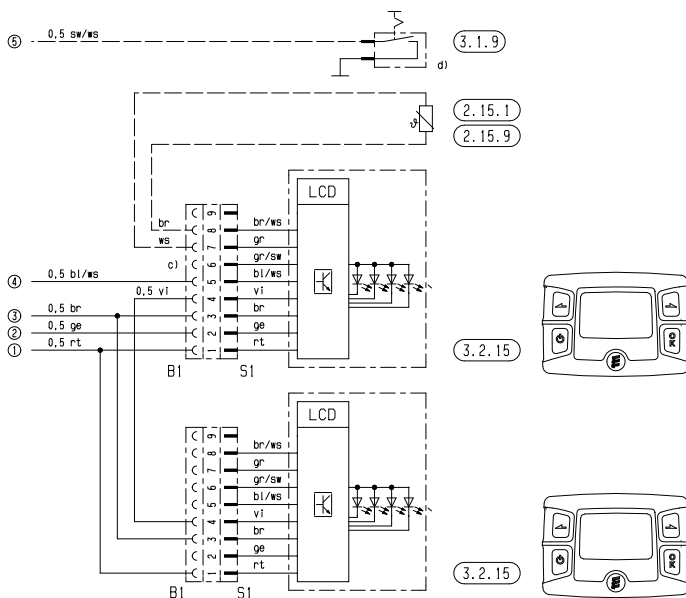 ⑤ 0,5 sw/ws
3.1.9
d)
2.15.1
2.15.9
LCD
9
br 8 br/ws
ws 7 gr
c) 6 gr/sw
④ 0,5 bl/ws 5 bl/ws
0,5 vi 4 vi
③ 0,5 br 3 br
② 0,5 ge 2 ge
① 0,5 rt 1 rt
3.2.15
B1 S1
OK
LCD
9
8 br/ws
7 gr
6 gr/sw
5 bl/ws
4 vi
3 br
2 ge
1 rt
3.2.15
B1 S1
OK